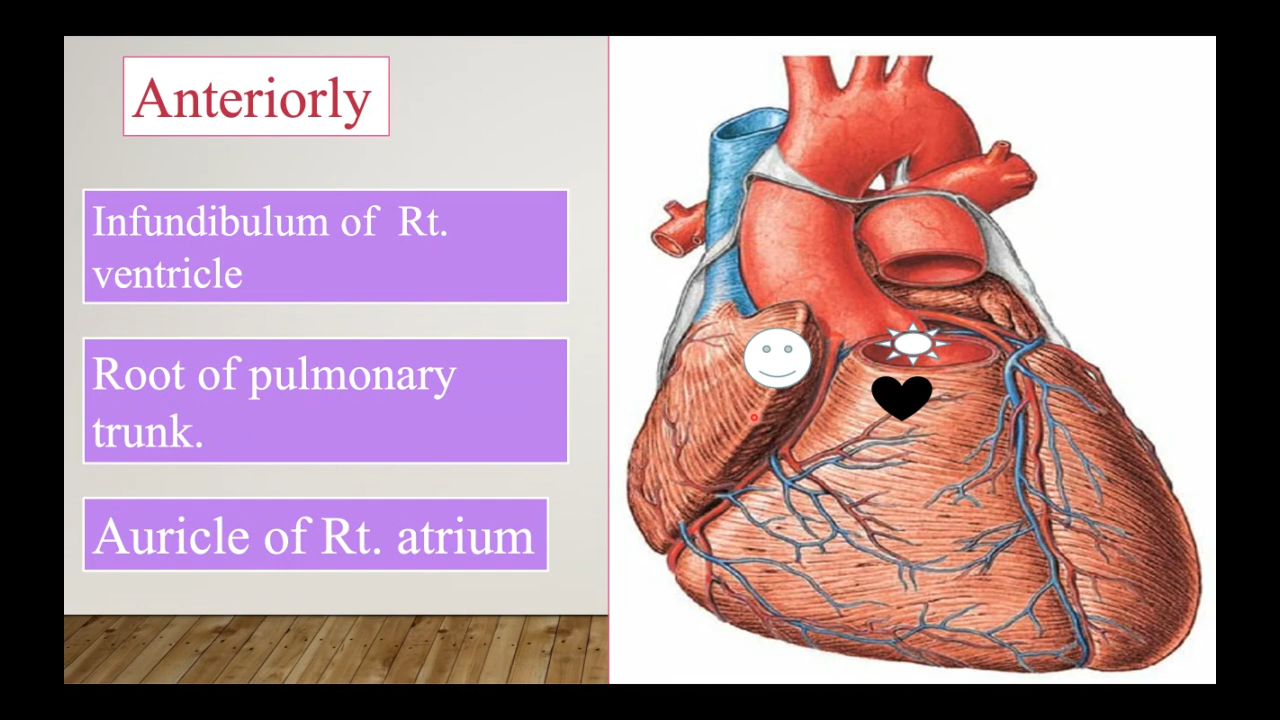 Anteriorly
Infundibulum of Rt.
ventricle
Root of pulmonary
trunk.
Auricle of Rt. atrium